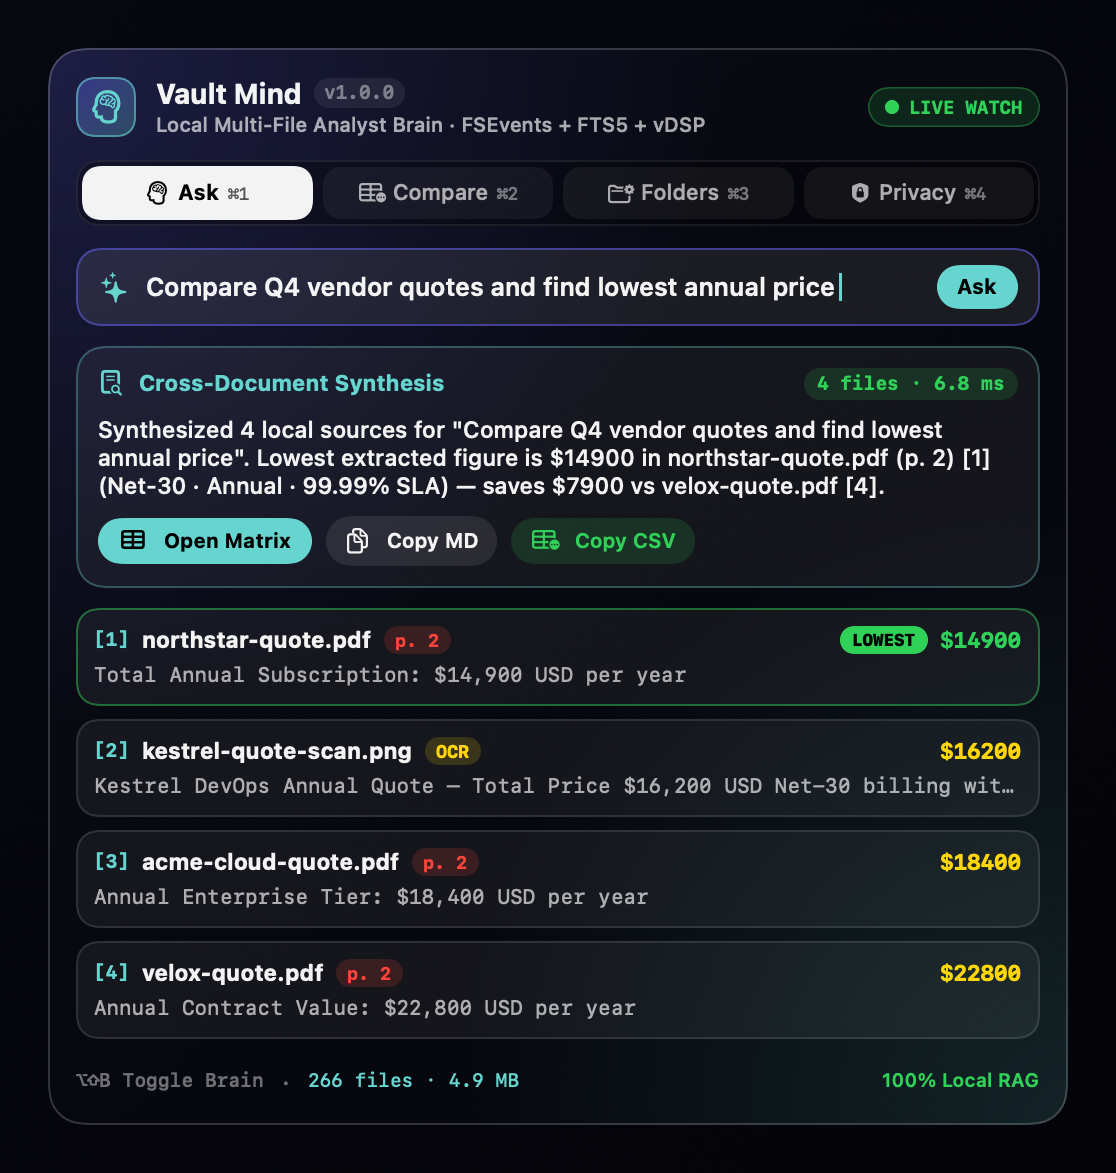 Vault Mind v1.0.0
Local Multi-File Analyst Brain · FSEvents + FTS5 + vDSP
LIVE WATCH
Ask ⌘1
Compare ⌘2
Folders ⌘3
Privacy ⌘4
Compare Q4 vendor quotes and find lowest annual price
Ask
Cross-Document Synthesis
4 files · 6.8 ms
Synthesized 4 local sources for "Compare Q4 vendor quotes and find lowest
annual price". Lowest extracted figure is $14900 in northstar-quote.pdf (p. 2) [1]
(Net-30 · Annual · 99.99% SLA) — saves $7900 vs velox-quote.pdf [4].
Open Matrix
Copy MD
Copy CSV
[1] northstar-quote.pdf p. 2 LOWEST $14900
Total Annual Subscription: $14,900 USD per year
[2] kestrel-quote-scan.png OCR $16200
Kestrel DevOps Annual Quote — Total Price $16,200 USD Net-30 billing wit…
[3] acme-cloud-quote.pdf p. 2 $18400
Annual Enterprise Tier: $18,400 USD per year
[4] velox-quote.pdf p. 2 $22800
Annual Contract Value: $22,800 USD per year
⌥⇧B Toggle Brain · 266 files · 4.9 MB
100% Local RAG